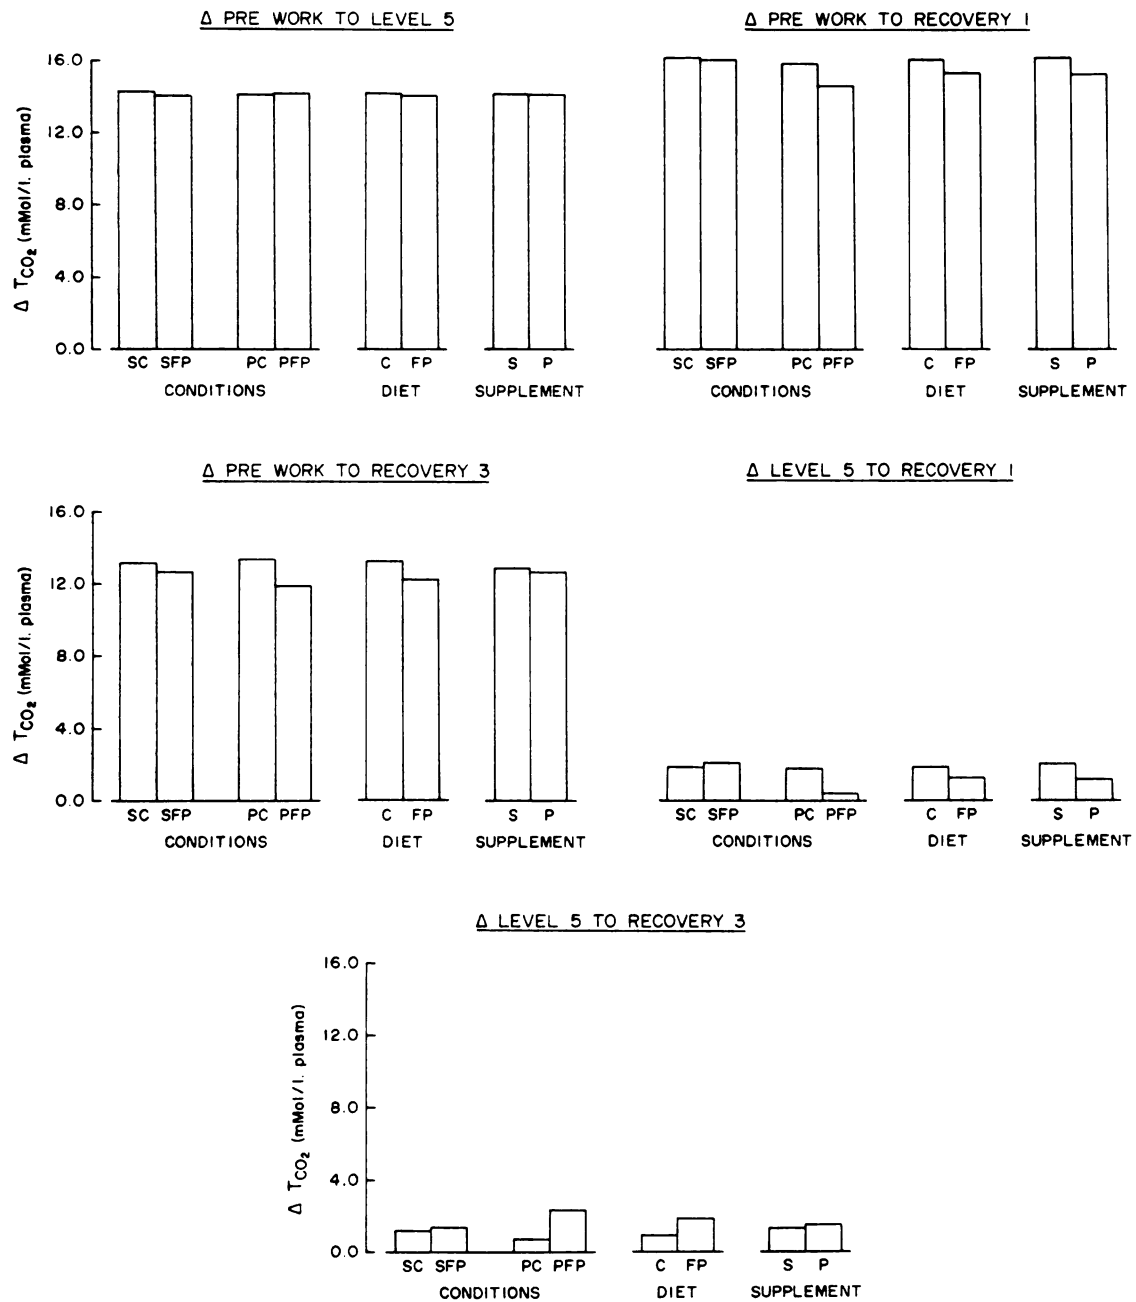 Δ PRE WORK TO LEVEL 5
Δ PRE WORK TO RECOVERY 1
Δ TCO2 (mMol/l. plasma)
16.0
12.0
8.0
4.0
0.0
SC SFP PC PFP C FP S P
CONDITIONS DIET SUPPLEMENT
SC SFP PC PFP C FP S P
CONDITIONS DIET SUPPLEMENT
Δ PRE WORK TO RECOVERY 3
Δ LEVEL 5 TO RECOVERY 1
Δ TCO2 (mMol/l. plasma)
16.0
12.0
8.0
4.0
0.0
SC SFP PC PFP C FP S P
CONDITIONS DIET SUPPLEMENT
SC SFP PC PFP C FP S P
CONDITIONS DIET SUPPLEMENT
Δ LEVEL 5 TO RECOVERY 3
Δ TCO2 (mMol/l. plasma)
16.0
12.0
8.0
4.0
0.0
SC SFP PC PFP C FP S P
CONDITIONS DIET SUPPLEMENT